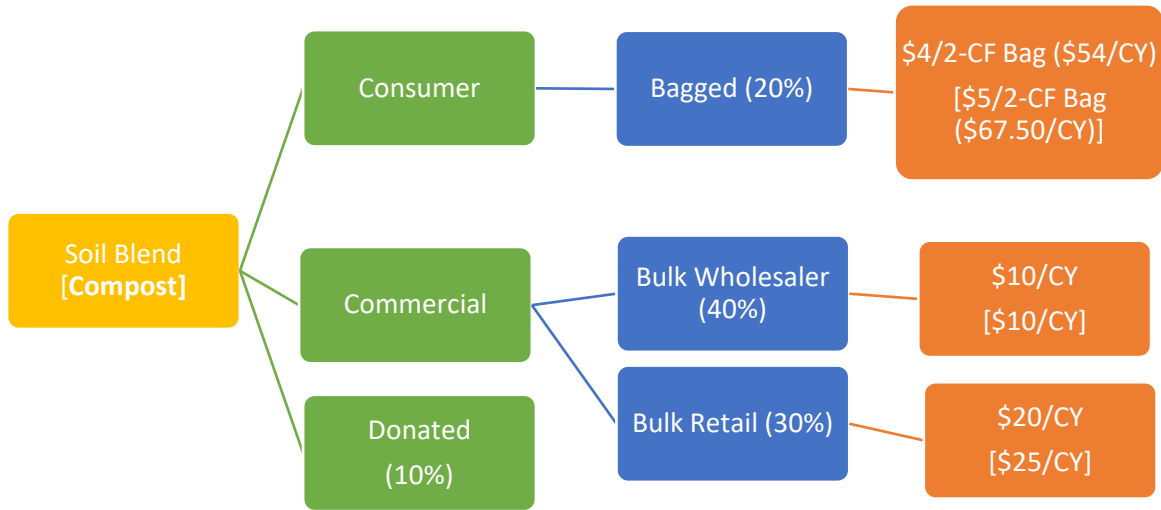 Soil Blend
[Compost]
Consumer
Bagged (20%)
$4/2-CF Bag ($54/CY)
[$5/2-CF Bag
($67.50/CY)]
Commercial
Bulk Wholesaler
(40%)
$10/CY
[$10/CY]
Bulk Retail (30%)
$20/CY
[$25/CY]
Donated
(10%)